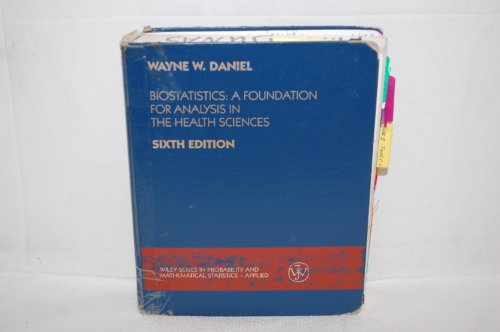 WAYNE W. DANIEL
BIOSTATISTICS: A FOUNDATION
FOR ANALYSIS IN
THE HEALTH SCIENCES
SIXTH EDITION
WILEY SERIES IN PROBABILITY AND
MATHEMATICAL STATISTICS – APPLIED